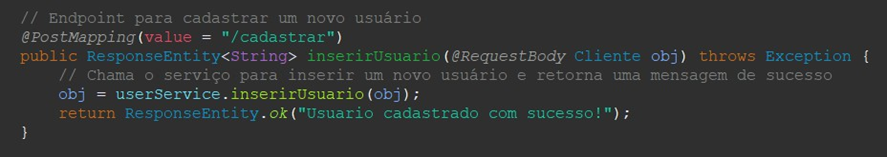 // Endpoint para cadastrar um novo usuário
@PostMapping(value = "/cadastrar")
public ResponseEntity<String> inserirUsuario(@RequestBody Cliente obj) throws Exception {
// Chama o serviço para inserir um novo usuário e retorna uma mensagem de sucesso
obj = userService.inserirUsuario(obj);
return ResponseEntity.ok("Usuario cadastrado com sucesso!");
}